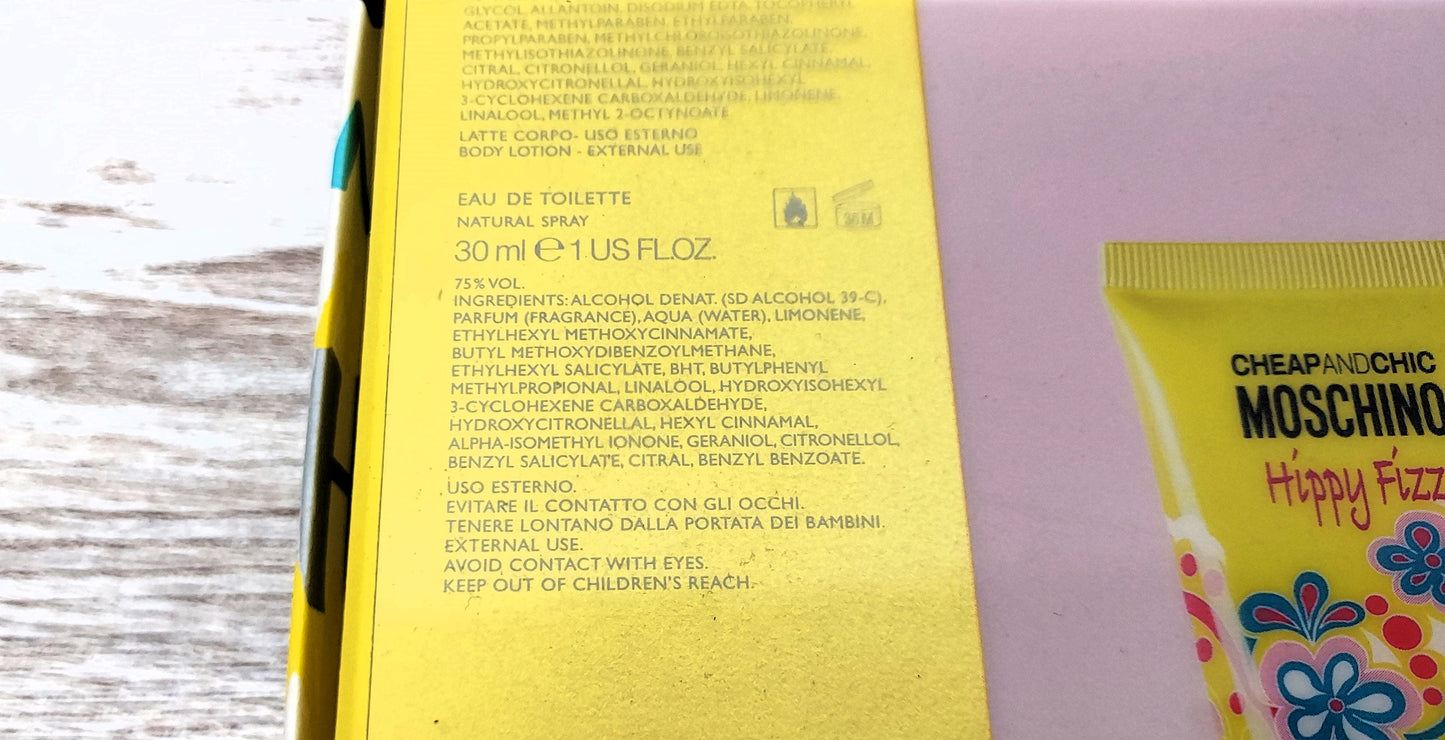 GLYCOL, ALLANTOIN, DISODIUM EDTA, TOCOPHERYL
ACETATE, METHYLPARABEN, ETHYLPARABEN,
PROPYLPARABEN, METHYLCHLOROISOTHIAZOLINONE,
METHYLISOTHIAZOLINONE, BENZYL SALICYLATE,
CITRAL, CITRONELLOL, GERANIOL, HEXYL CINNAMAL,
HYDROXYCITRONELLAL, HYDROXYISOHEXYL
3-CYCLOHEXENE CARBOXALDEHYDE, LIMONENE,
LINALOOL, METHYL 2-OCTYNOATE
LATTE CORPO- USO ESTERNO
BODY LOTION - EXTERNAL USE
EAU DE TOILETTE
NATURAL SPRAY
36 M
30 ml ℮ 1 US FL.OZ.
75% VOL.
INGREDIENTS: ALCOHOL DENAT. (SD ALCOHOL 39-C),
PARFUM (FRAGRANCE), AQUA (WATER), LIMONENE,
ETHYLHEXYL METHOXYCINNAMATE,
BUTYL METHOXYDIBENZOYLMETHANE,
ETHYLHEXYL SALICYLATE, BHT, BUTYLPHENYL
METHYLPROPIONAL, LINALOOL, HYDROXYISOHEXYL
3-CYCLOHEXENE CARBOXALDEHYDE,
HYDROXYCITRONELLAL, HEXYL CINNAMAL,
ALPHA-ISOMETHYL IONONE, GERANIOL, CITRONELLOL,
BENZYL SALICYLATE, CITRAL, BENZYL BENZOATE.
USO ESTERNO.
EVITARE IL CONTATTO CON GLI OCCHI.
TENERE LONTANO DALLA PORTATA DEI BAMBINI.
EXTERNAL USE.
AVOID CONTACT WITH EYES.
KEEP OUT OF CHILDREN'S REACH.
CHEAPANDCHIC
MOSCHINO
Hippy Fizz